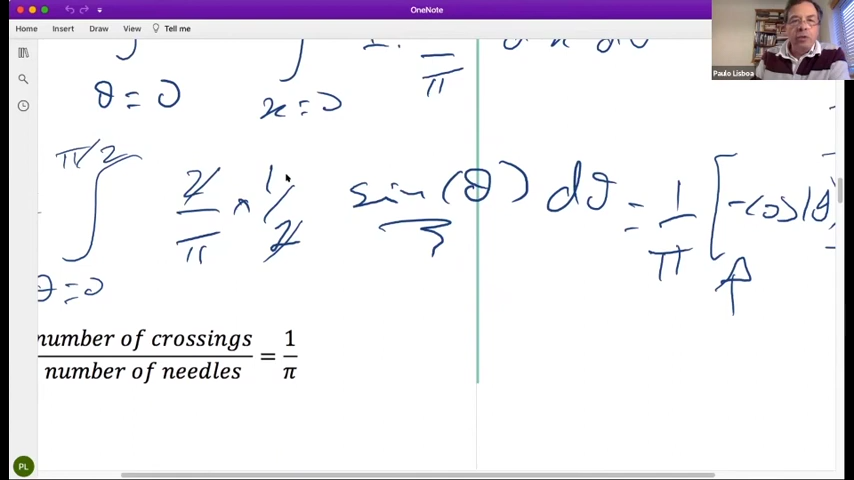 OneNote
Home Insert Draw View Tell me
Paulo Lisboa
π
θ = 0 x = 0
π/2
2/π × 1/2 sin(θ) dθ = 1/π [-cos(θ
θ = 0
number of crossings
number of needles
= 1/π
PL